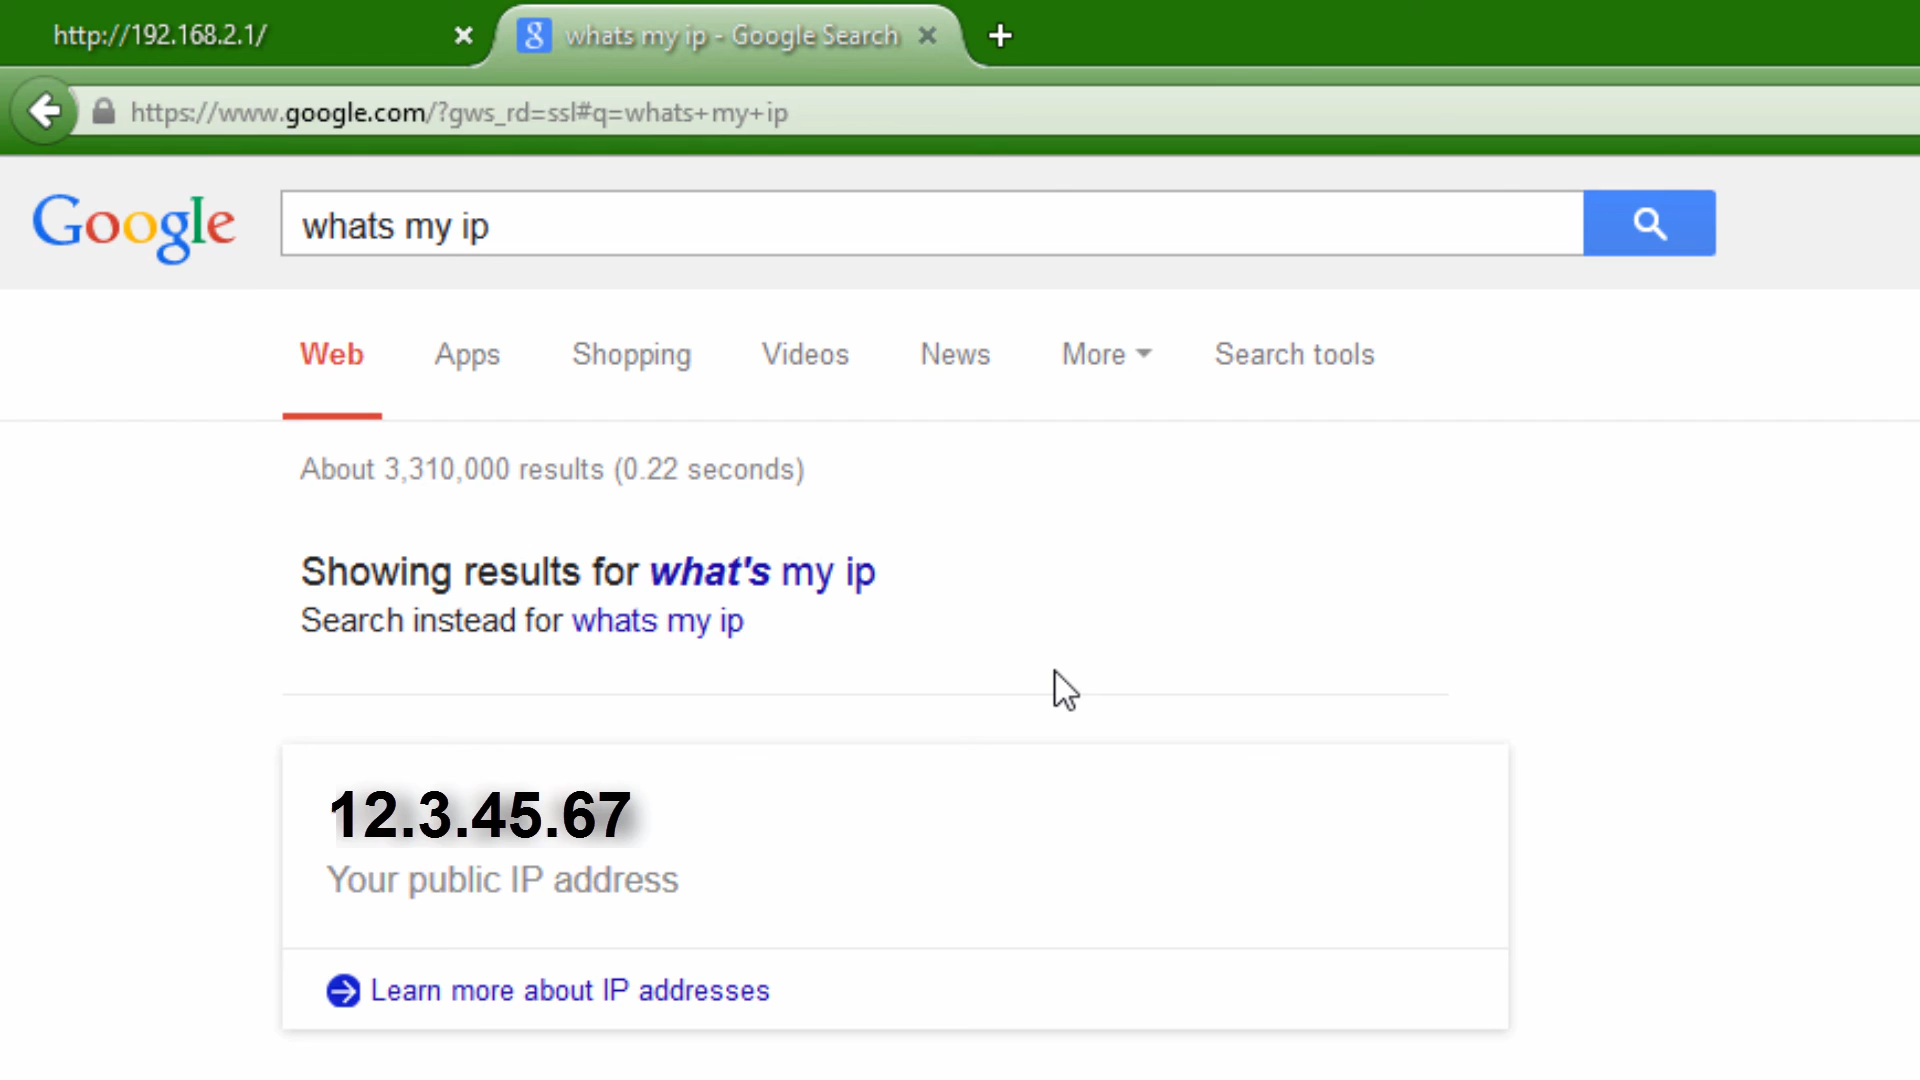 http://192.168.2.1/
whats my ip - Google Search
https://www.google.com/?gws_rd=ssl#q=whats+my+ip
Google
whats my ip
Web Apps Shopping Videos News More Search tools
About 3,310,000 results (0.22 seconds)
Showing results for what's my ip
Search instead for whats my ip
12.3.45.67
Your public IP address
Learn more about IP addresses